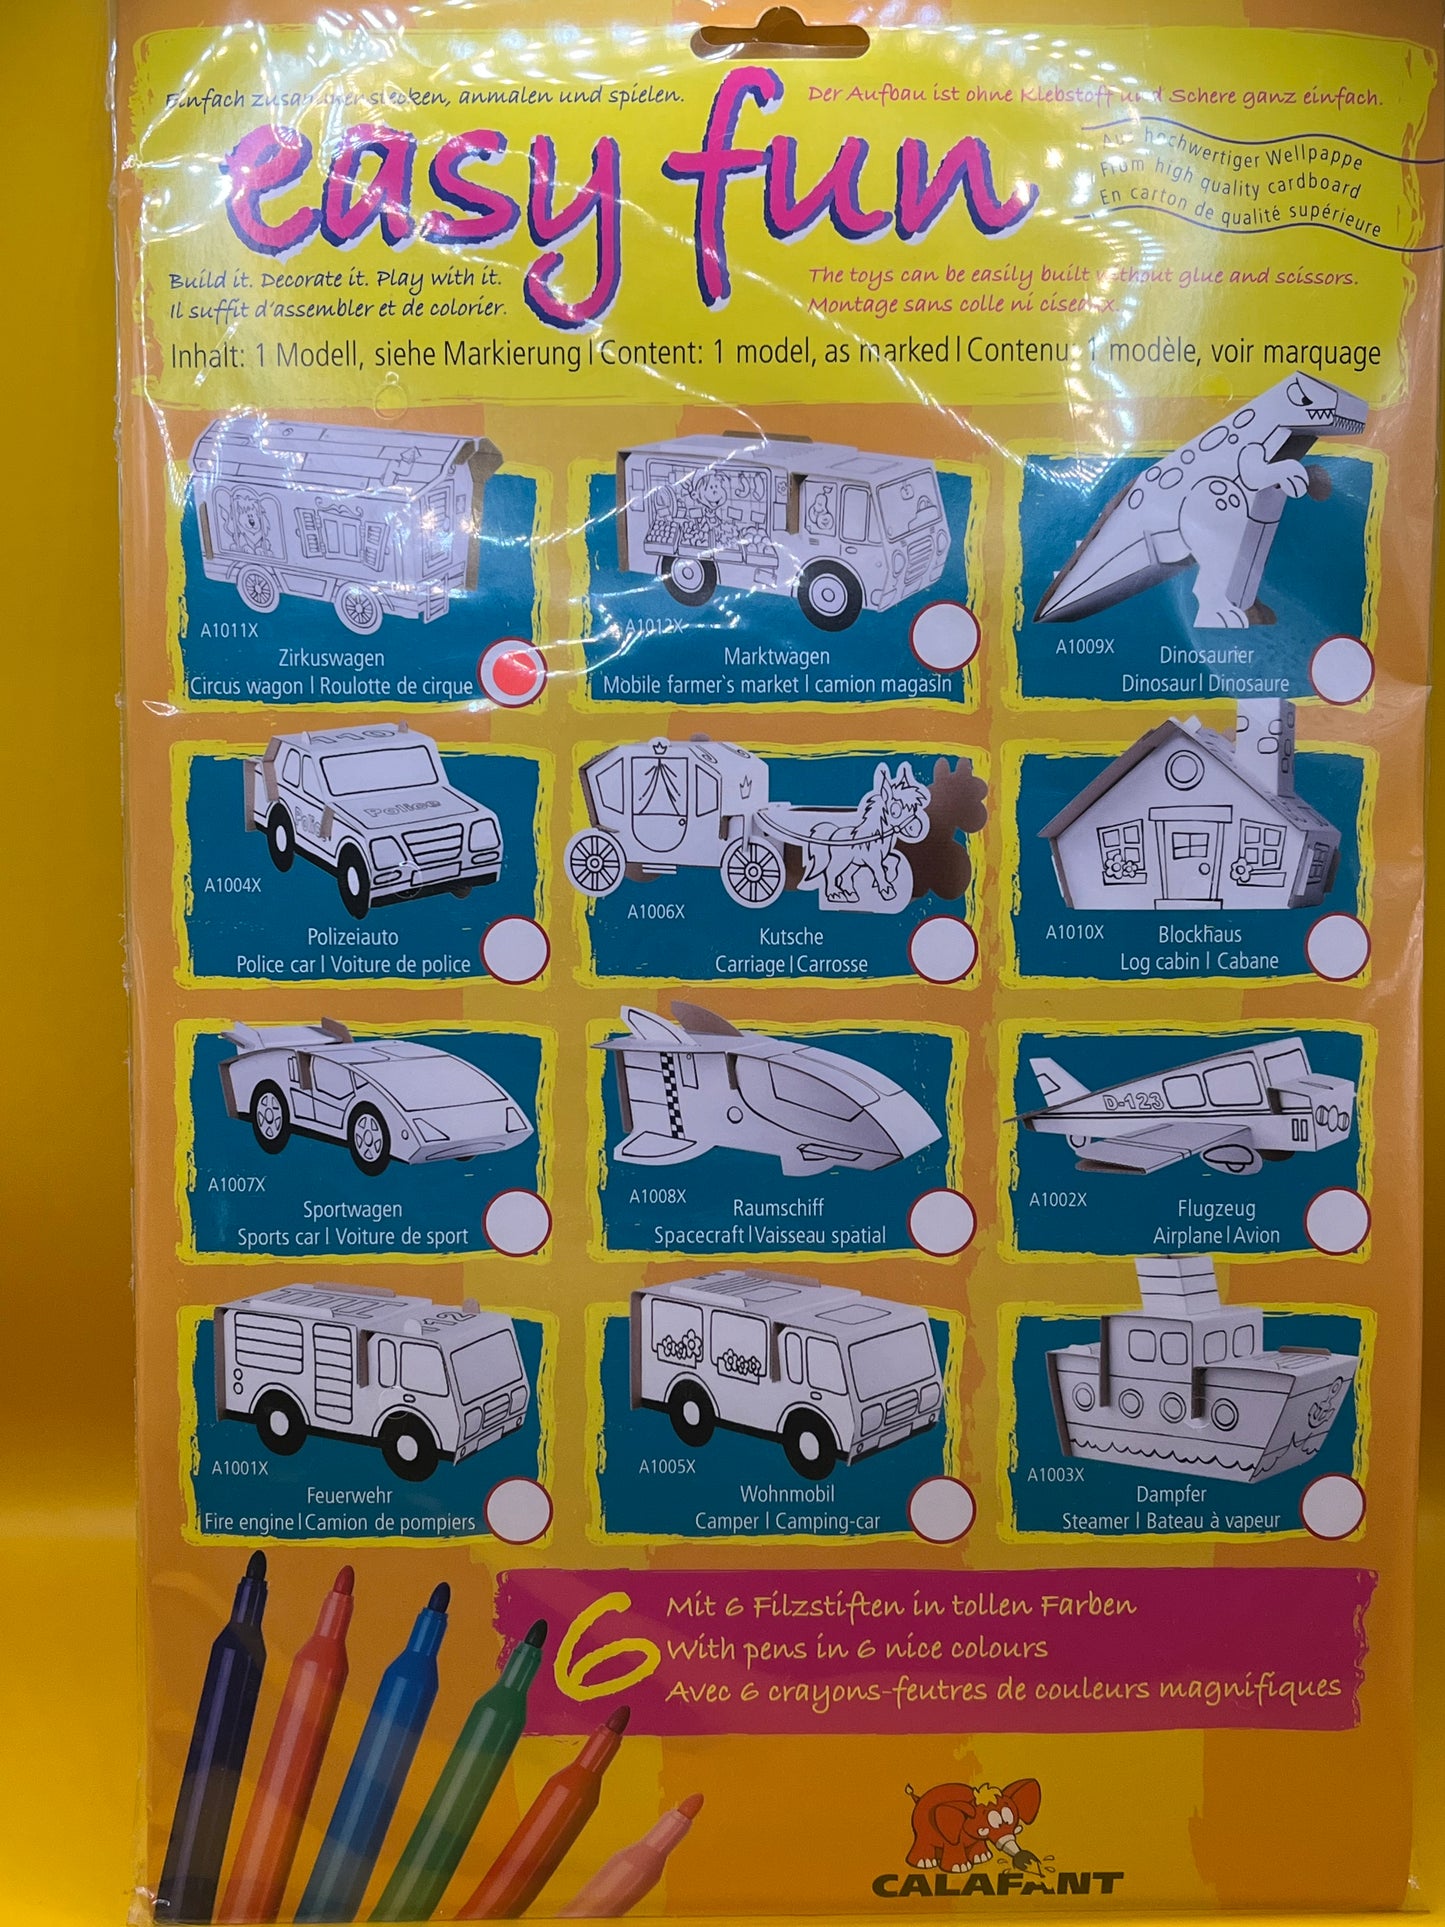 Einfach zusammen stecken, anmalen und spielen.
Der Aufbau ist ohne Klebstoff und Schere ganz einfach.
easy fun
Aus hochwertiger Wellpappe
From high quality cardboard
En carton de qualité supérieure
Build it. Decorate it. Play with it.
Il suffit d'assembler et de colorier.
The toys can be easily built without glue and scissors.
Montage sans colle ni ciseaux.
Inhalt: 1 Modell, siehe Markierung | Content: 1 model, as marked | Contenu: 1 modèle, voir marquage
A1011X
Zirkuswagen
Circus wagon | Roulotte de cirque
A1012X
Marktwagen
Mobile farmer`s market | camion magasin
A1009X
Dinosaurier
Dinosaur | Dinosaure
110
Police
Police
A1004X
Polizeiauto
Police car | Voiture de police
A1006X
Kutsche
Carriage | Carrosse
A1010X
Blockhaus
Log cabin | Cabane
A1007X
Sportwagen
Sports car | Voiture de sport
A1008X
Raumschiff
Spacecraft | Vaisseau spatial
D-123
A1002X
Flugzeug
Airplane | Avion
112
A1001X
Feuerwehr
Fire engine | Camion de pompiers
A1005X
Wohnmobil
Camper | Camping-car
A1003X
Dampfer
Steamer | Bateau à vapeur
6
Mit 6 Filzstiften in tollen Farben
With pens in 6 nice colours
Avec 6 crayons-feutres de couleurs magnifiques
CALAFANT